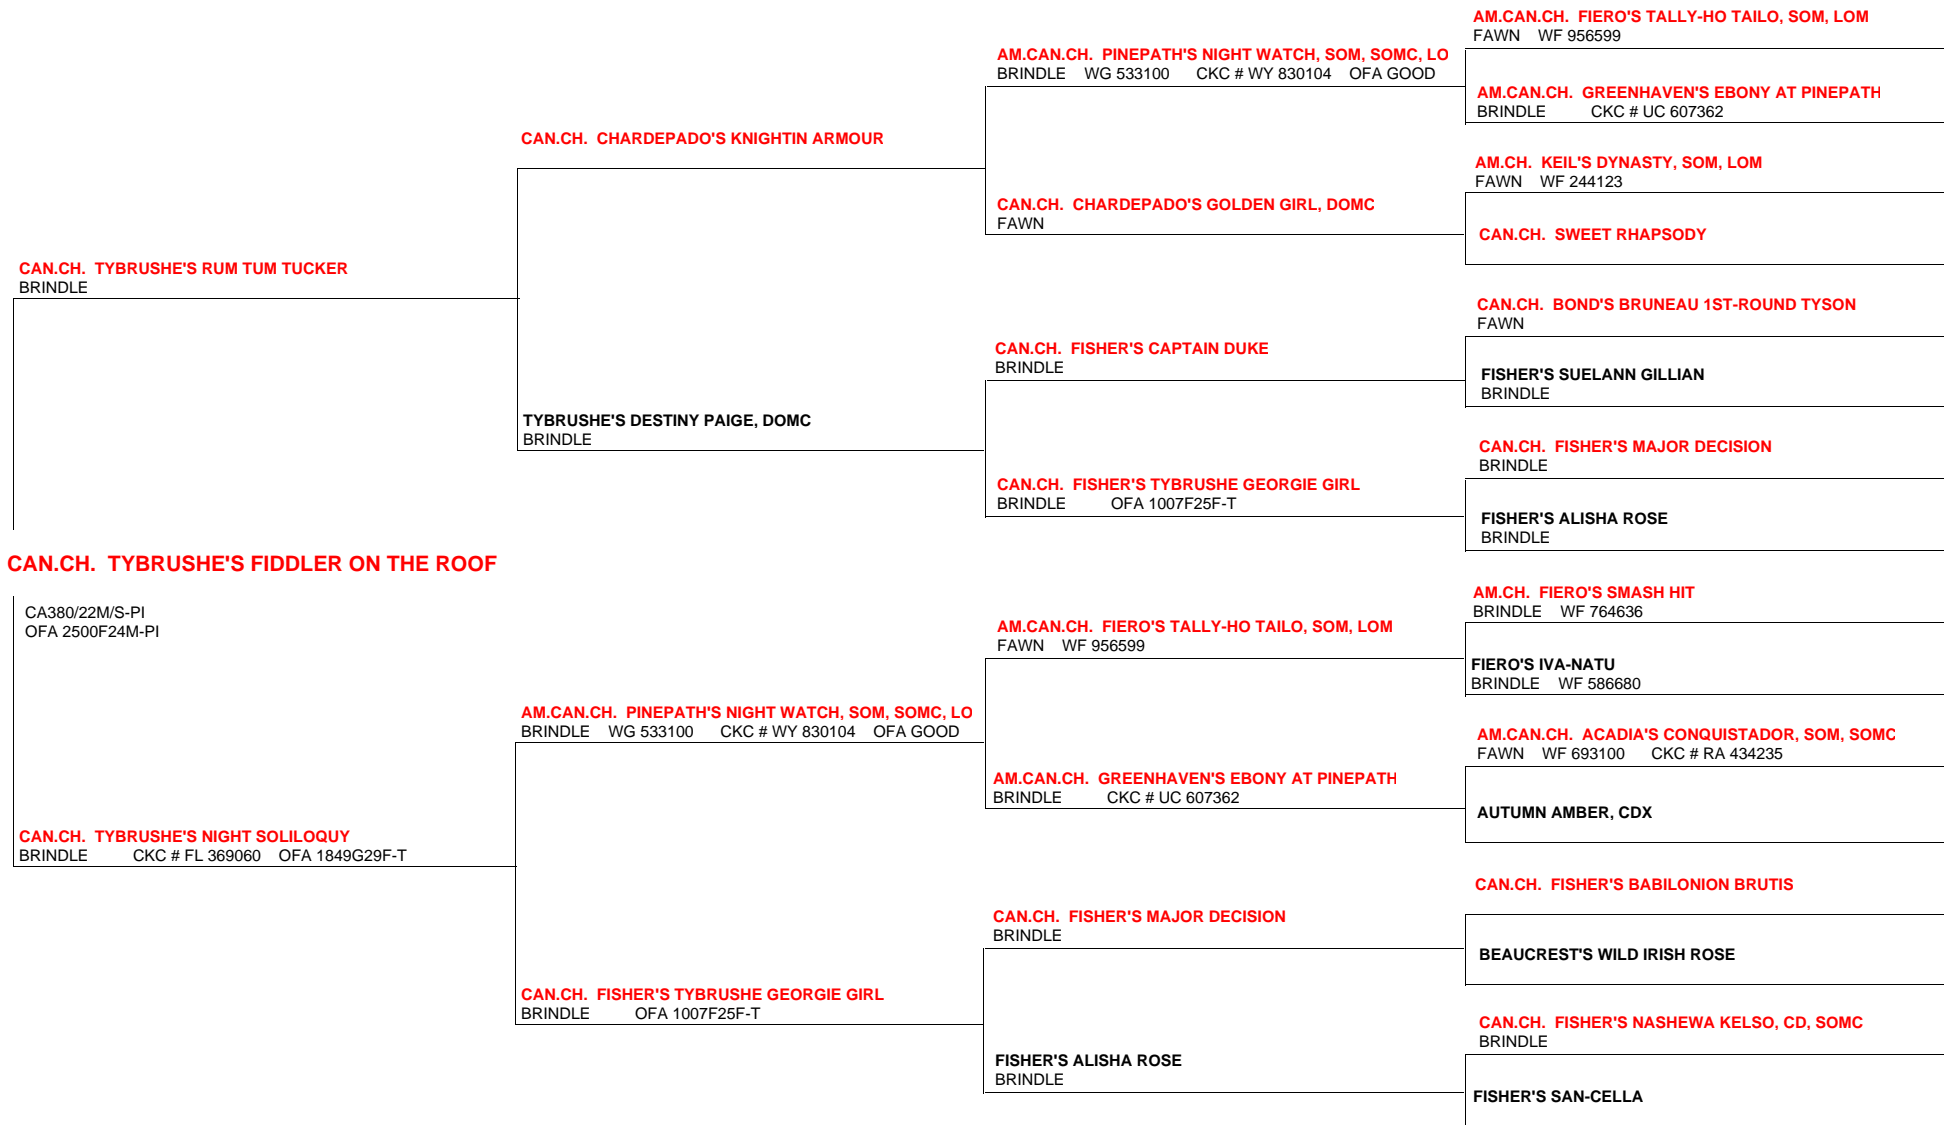 AM.CAN.CH. FIERO'S TALLY-HO TAILO, SOM, LOM
FAWN WF 956599
AM.CAN.CH. PINEPATH'S NIGHT WATCH, SOM, SOMC, LO
BRINDLE WG 533100 CKC # WY 830104 OFA GOOD
AM.CAN.CH. GREENHAVEN'S EBONY AT PINEPATH
BRINDLE CKC # UC 607362
CAN.CH. CHARDEPADO'S KNIGHTIN ARMOUR
AM.CH. KEIL'S DYNASTY, SOM, LOM
FAWN WF 244123
CAN.CH. CHARDEPADO'S GOLDEN GIRL, DOMC
FAWN
CAN.CH. SWEET RHAPSODY
CAN.CH. TYBRUSHE'S RUM TUM TUCKER
BRINDLE
CAN.CH. BOND'S BRUNEAU 1ST-ROUND TYSON
FAWN
CAN.CH. FISHER'S CAPTAIN DUKE
BRINDLE
FISHER'S SUELANN GILLIAN
BRINDLE
TYBRUSHE'S DESTINY PAIGE, DOMC
BRINDLE
CAN.CH. FISHER'S MAJOR DECISION
BRINDLE
CAN.CH. FISHER'S TYBRUSHE GEORGIE GIRL
BRINDLE OFA 1007F25F-T
FISHER'S ALISHA ROSE
BRINDLE
CAN.CH. TYBRUSHE'S FIDDLER ON THE ROOF
CA380/22M/S-PI
OFA 2500F24M-PI
AM.CH. FIERO'S SMASH HIT
BRINDLE WF 764636
AM.CAN.CH. FIERO'S TALLY-HO TAILO, SOM, LOM
FAWN WF 956599
FIERO'S IVA-NATU
BRINDLE WF 586680
AM.CAN.CH. PINEPATH'S NIGHT WATCH, SOM, SOMC, LO
BRINDLE WG 533100 CKC # WY 830104 OFA GOOD
AM.CAN.CH. ACADIA'S CONQUISTADOR, SOM, SOMC
FAWN WF 693100 CKC # RA 434235
AM.CAN.CH. GREENHAVEN'S EBONY AT PINEPATH
BRINDLE CKC # UC 607362
AUTUMN AMBER, CDX
CAN.CH. TYBRUSHE'S NIGHT SOLILOQUY
BRINDLE CKC # FL 369060 OFA 1849G29F-T
CAN.CH. FISHER'S BABILONION BRUTIS
CAN.CH. FISHER'S MAJOR DECISION
BRINDLE
BEAUCREST'S WILD IRISH ROSE
CAN.CH. FISHER'S TYBRUSHE GEORGIE GIRL
BRINDLE OFA 1007F25F-T
CAN.CH. FISHER'S NASHEWA KELSO, CD, SOMC
BRINDLE
FISHER'S ALISHA ROSE
BRINDLE
FISHER'S SAN-CELLA